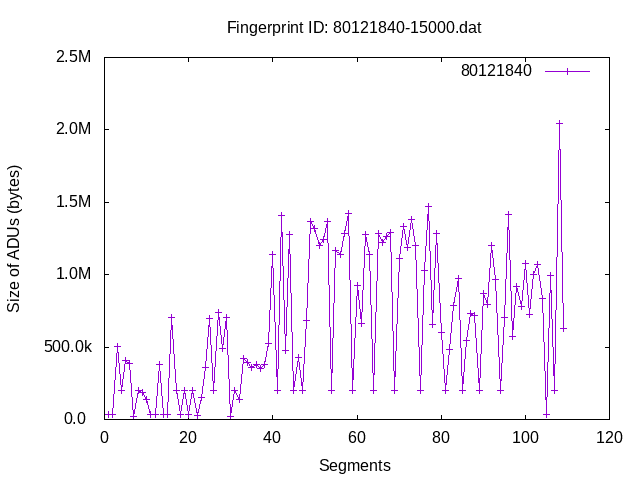 Fingerprint ID: 80121840-15000.dat
80121840
Size of ADUs (bytes)
2.5M
2.0M
1.5M
1.0M
500.0k
0.0
0 20 40 60 80 100 120
Segments